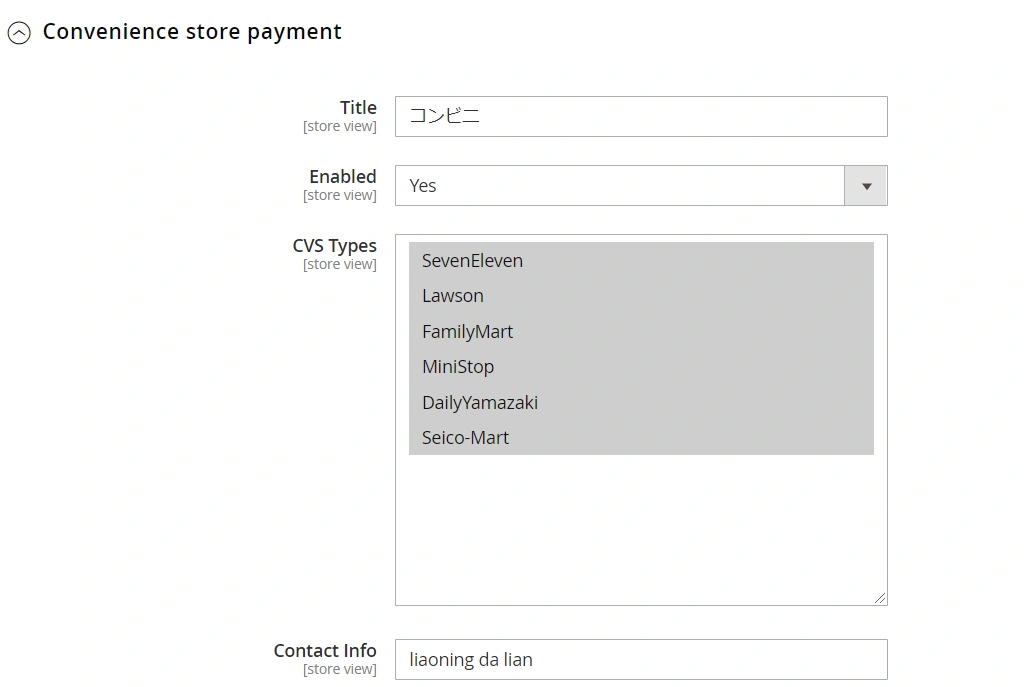 Convenience store payment
Title
[store view]
コンビニ
Enabled
[store view]
Yes
CVS Types
[store view]
SevenEleven
Lawson
FamilyMart
MiniStop
DailyYamazaki
Seico-Mart
Contact Info
[store view]
liaoning da lian